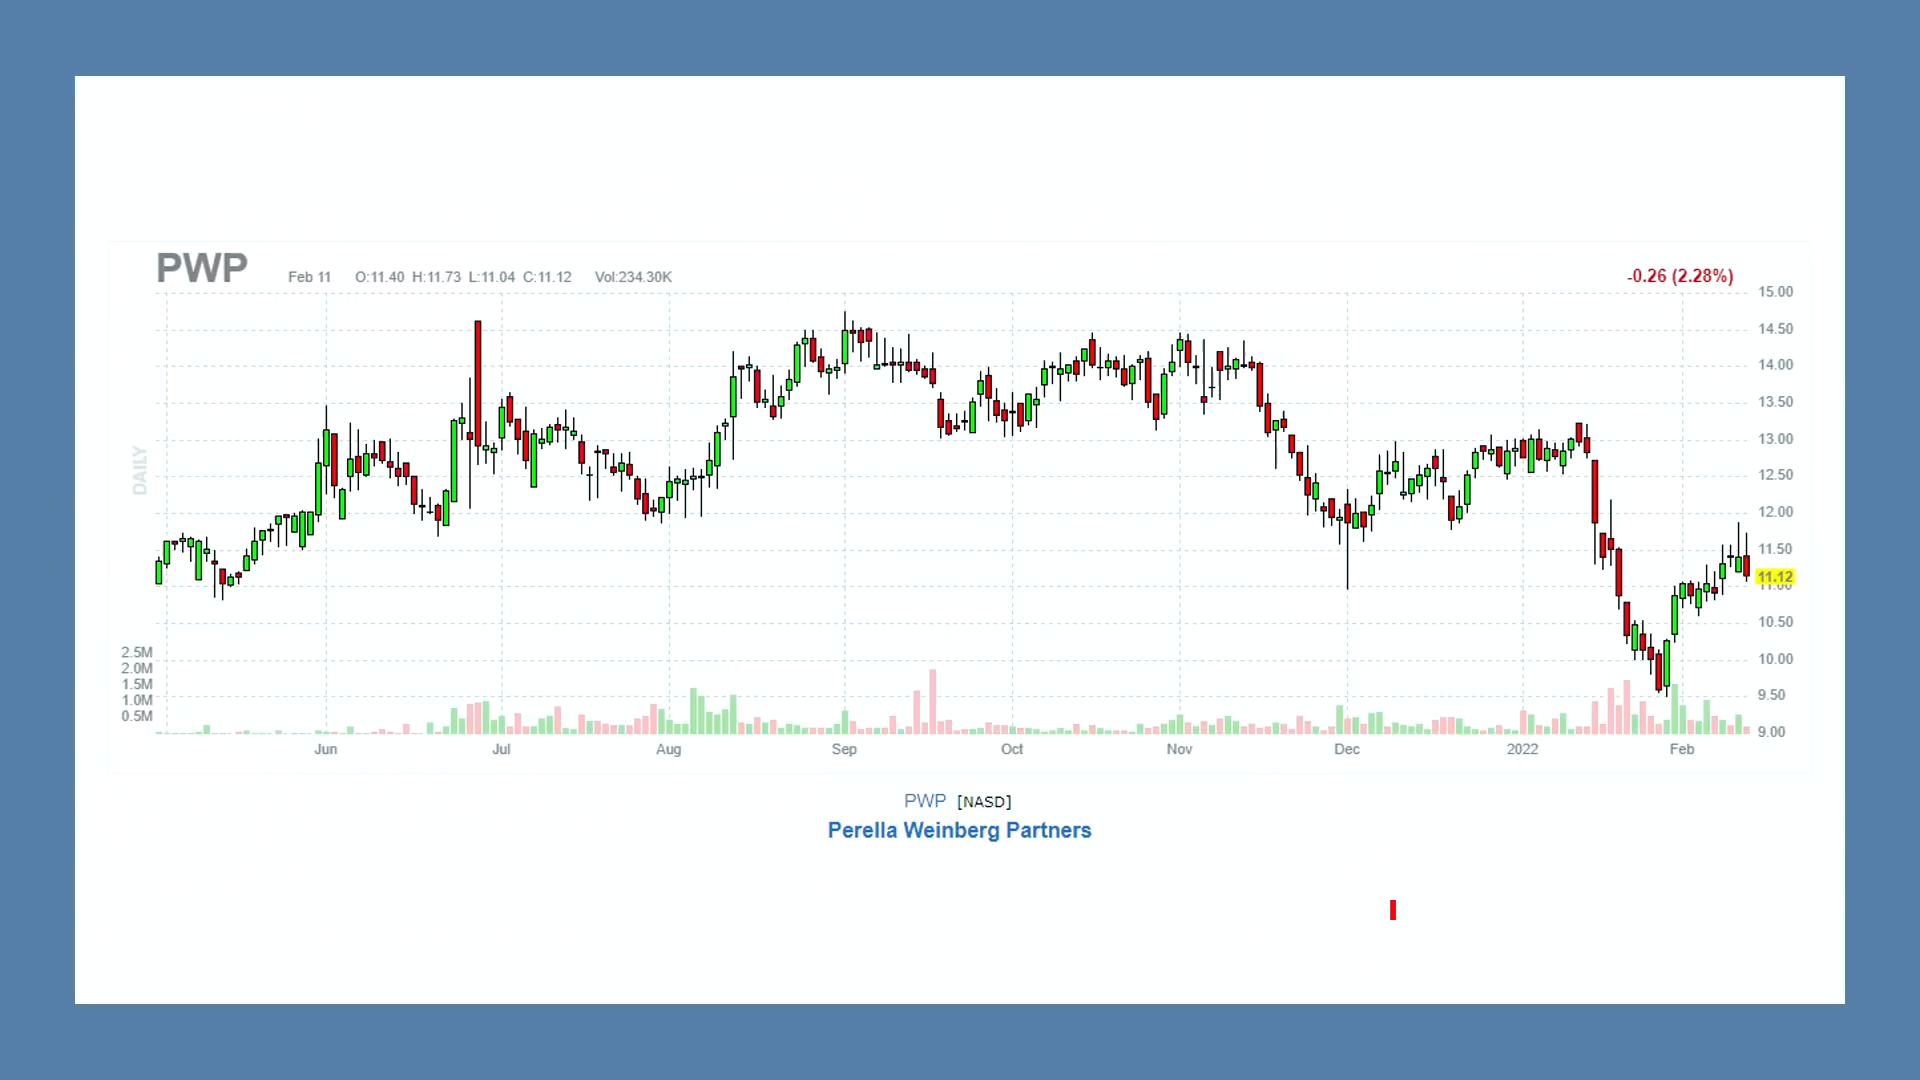 PWP Feb 11 O:11.40 H:11.73 L:11.04 C:11.12 Vol:234.30K -0.26 (2.28%)
15.00
14.50
14.00
13.50
13.00
12.50
12.00
11.50
11.12
11.00
10.50
10.00
9.50
9.00
DAILY
2.5M
2.0M
1.5M
1.0M
0.5M
Jun Jul Aug Sep Oct Nov Dec 2022 Feb
PWP [NASD]
Perella Weinberg Partners